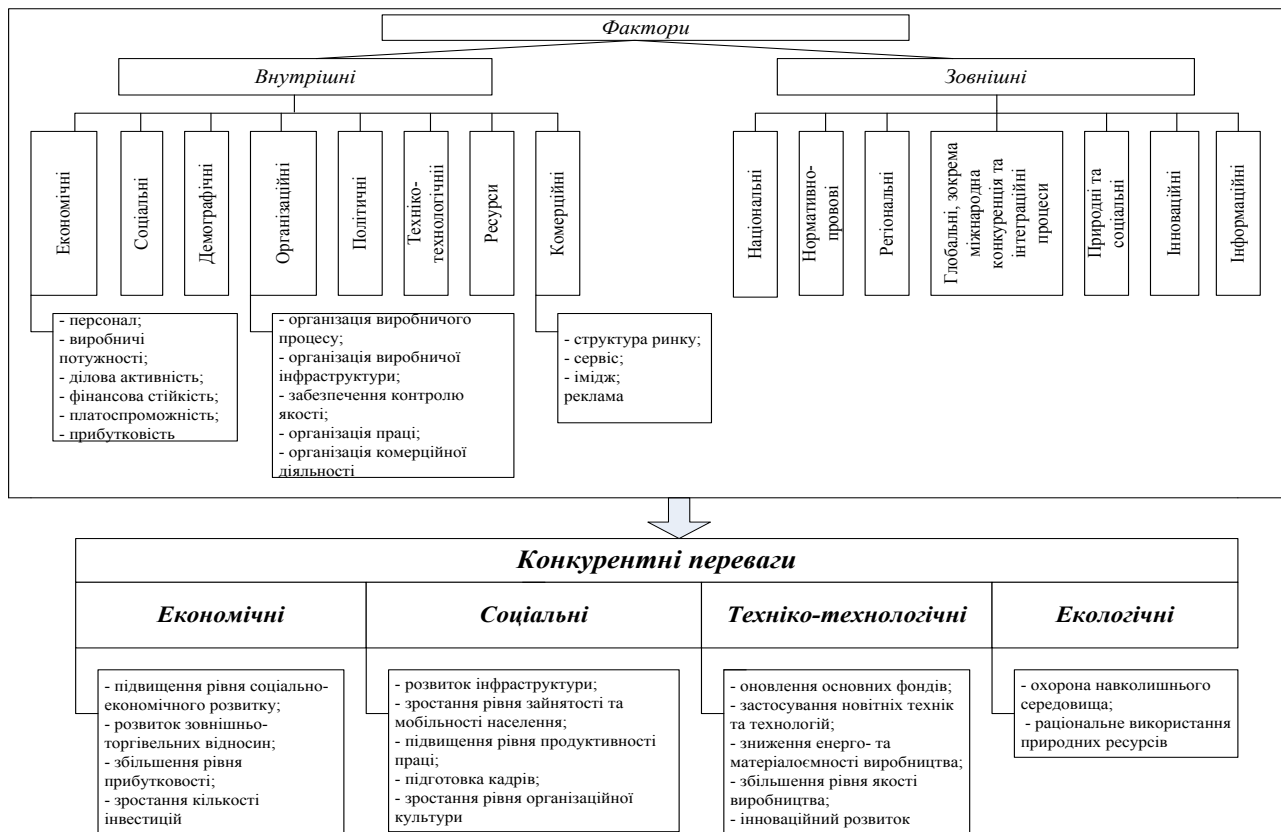 Фактори
Внутрішні
Зовнішні
Економічні
Соціальні
Демографічні
Організаційні
Політичні
Техніко-
технологічніі
Ресурси
Комерційні
Національні
Нормативно-
провові
Регіональні
Глобальні, зокрема
міжнародна
конкуренція та
інтеграційні
процеси
Природні та
соціальні
Інноваційні
Інформаційні
- персонал;
- виробничі
потужності;
- ділова активність;
- фінансова стійкість;
- платоспроможність;
- прибутковість
- організація виробничого
процесу;
- організація виробничої
інфраструктури;
- забезпечення контролю
якості;
- організація праці;
- організація комерційної
діяльності
- структура ринку;
- сервіс;
- імідж;
реклама
Конкурентні переваги
Економічні
Соціальні
Техніко-технологічні
Екологічні
- підвищення рівня соціально-
економічного розвитку;
- розвиток зовнішньо-
торгівельних відносин;
- збільшення рівня
прибутковості;
- зростання кількості
інвестицій
- розвиток інфраструктури;
- зростання рівня зайнятості та
мобільності населення;
- підвищення рівня продуктивності
праці;
- підготовка кадрів;
- зростання рівня організаційної
культури
- оновлення основних фондів;
- застосування новітніх технік
та технологій;
- зниження енерго- та
матеріалоємності виробництва;
- збільшення рівня якості
виробництва;
- інноваційний розвиток
- охорона навколишнього
середовища;
- раціональне використання
природних ресурсів